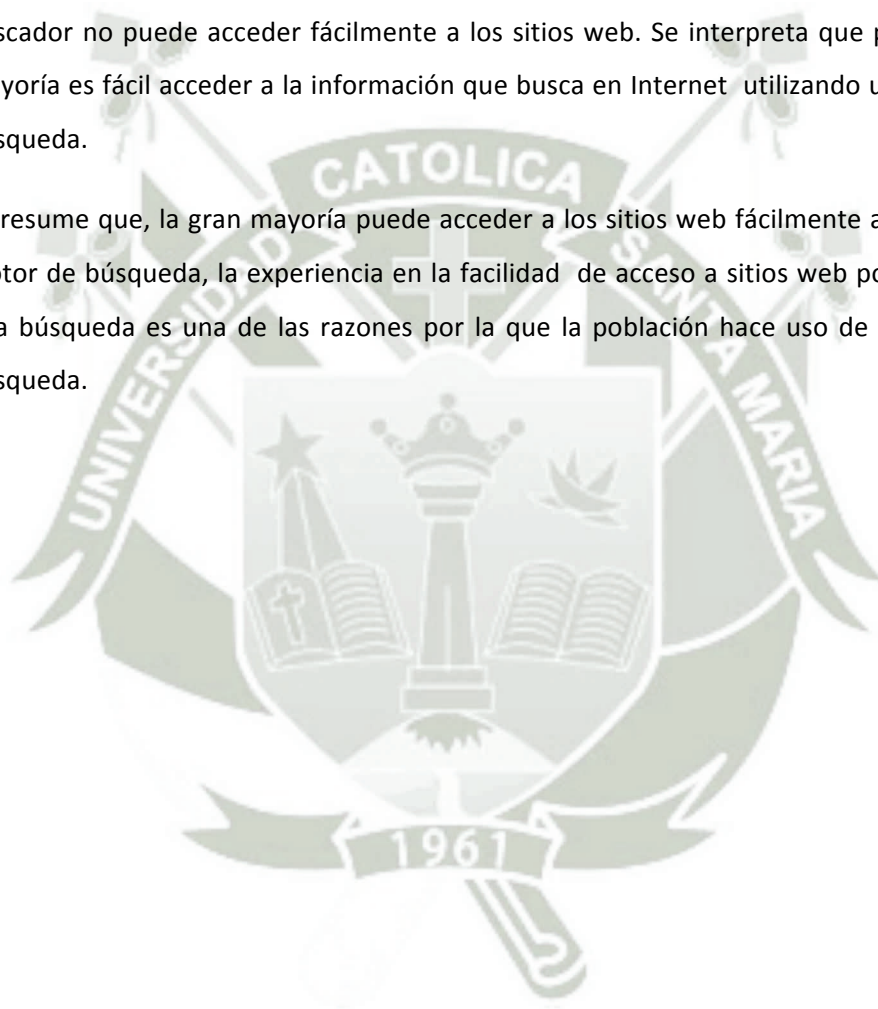 scador no puede acceder fácilmente a los sitios web. Se interpreta que p
yoría es fácil acceder a la información que busca en Internet utilizando u
squeda.
resume que, la gran mayoría puede acceder a los sitios web fácilmente a
otor de búsqueda, la experiencia en la facilidad de acceso a sitios web po
a búsqueda es una de las razones por la que la población hace uso de
squeda.
UNIVERSIDAD CATOLICA SANTA MARIA
1961